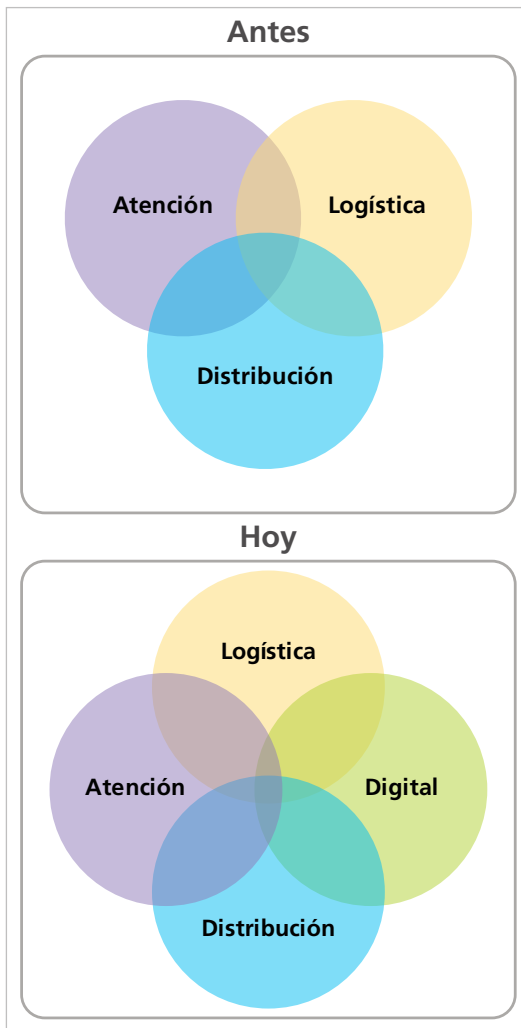 Antes
Atención
Logística
Distribución
Hoy
Logística
Atención
Digital
Distribución